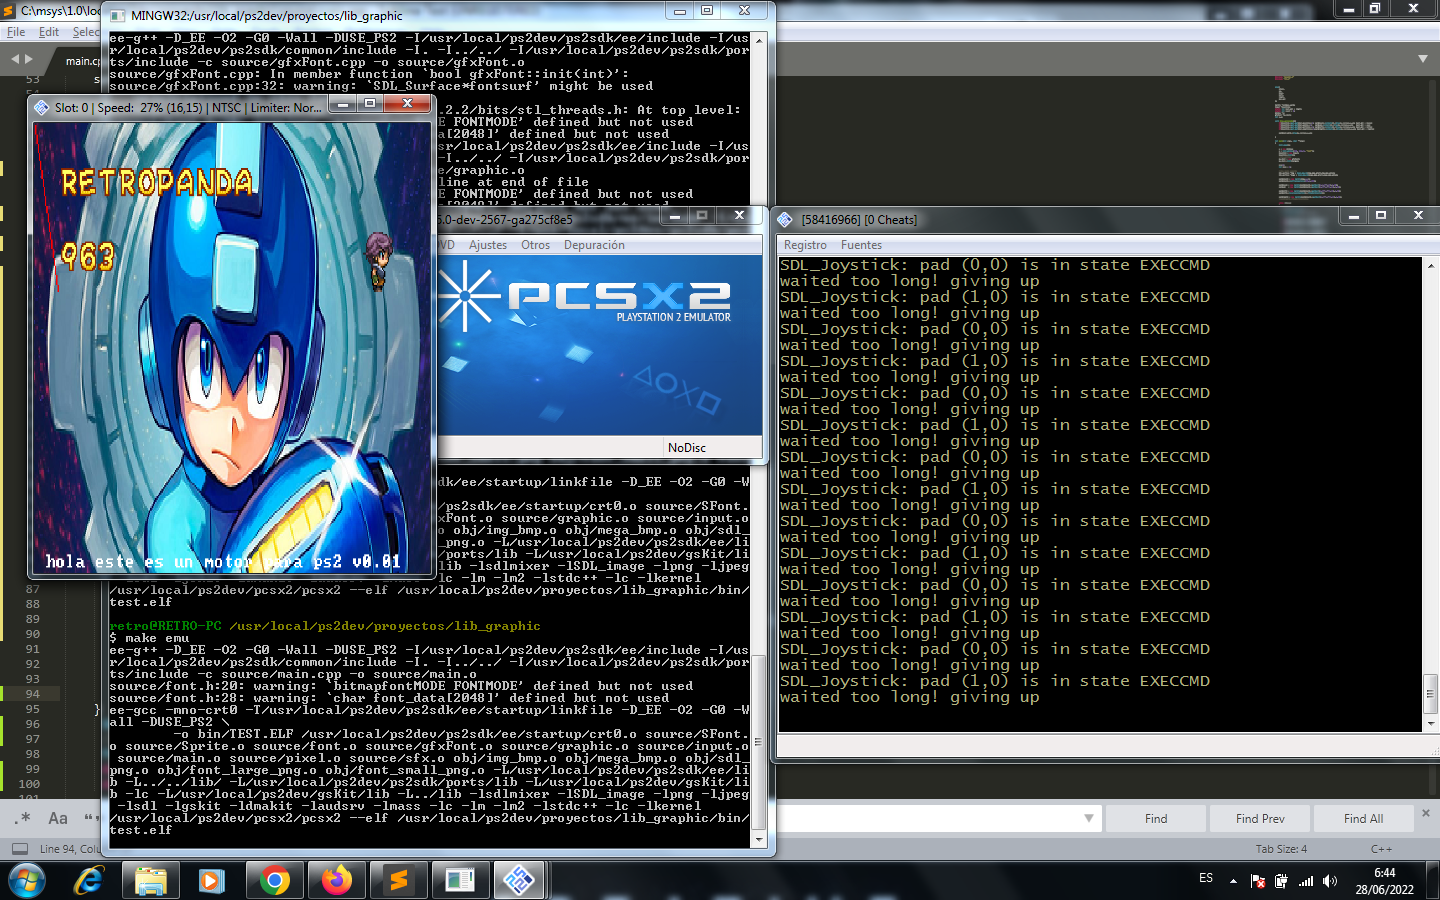 C:\msys\1.0\loc
MINGW32:/usr/local/ps2dev/proyectos/lib_graphic
File Edit Selec
main.cp
ee-g++ -D_EE -O2 -G0 -Wall -DUSE_PS2 -I/usr/local/ps2dev/ps2sdk/ee/include -I/us
r/local/ps2dev/ps2sdk/common/include -I. -I../../ -I/usr/local/ps2dev/ps2sdk/por
ts/include -c source/gfxFont.cpp -o source/gfxFont.o
source/gfxFont.cpp: In member function `bool gfxFont::init(int)':
source/gfxFont.cpp:32: warning: `SDL_Surface*fontsurf' might be used
.2.2/bits/stl_threads.h: At top level:
E FONTMODE' defined but not used
ta[2048]' defined but not used
sdk/ee/include -I/us
-I../../ -I/usr/local/ps2dev/ps2sdk/por
e/graphic.o
line at end of file
E FONTMODE' defined but not used
53
Slot: 0 | Speed: 27% (16,15) | NTSC | Limiter: Nor...
RETROPANDA
963
hola este es un motor para ps2 v0.01
6.0-dev-2567-ga275cf8e5
DVD Ajustes Otros Depuración
PCSX2
PLAYSTATION 2 EMULATOR
NoDisc
[58416966] [0 Cheats]
Registro Fuentes
SDL_Joystick: pad (0,0) is in state EXECCMD
waited too long! giving up
SDL_Joystick: pad (1,0) is in state EXECCMD
waited too long! giving up
SDL_Joystick: pad (0,0) is in state EXECCMD
waited too long! giving up
SDL_Joystick: pad (1,0) is in state EXECCMD
waited too long! giving up
SDL_Joystick: pad (0,0) is in state EXECCMD
waited too long! giving up
SDL_Joystick: pad (1,0) is in state EXECCMD
waited too long! giving up
SDL_Joystick: pad (0,0) is in state EXECCMD
waited too long! giving up
SDL_Joystick: pad (1,0) is in state EXECCMD
waited too long! giving up
SDL_Joystick: pad (0,0) is in state EXECCMD
waited too long! giving up
SDL_Joystick: pad (1,0) is in state EXECCMD
waited too long! giving up
SDL_Joystick: pad (0,0) is in state EXECCMD
waited too long! giving up
SDL_Joystick: pad (1,0) is in state EXECCMD
waited too long! giving up
SDL_Joystick: pad (0,0) is in state EXECCMD
waited too long! giving up
SDL_Joystick: pad (1,0) is in state EXECCMD
waited too long! giving up
sdk/ee/startup/linkfile -D_EE -O2 -G0 -W
/ps2sdk/ee/startup/crt0.o source/SFont.
xFont.o source/graphic.o source/input.o
o obj/img_bmp.o obj/mega_bmp.o obj/sdl_
_png.o -L/usr/local/ps2dev/ps2sdk/ee/li
/ports/lib -L/usr/local/ps2dev/gsKit/li
lib -lsdlmixer -lSDL_image -lpng -ljpeg
-lkernel
/usr/local/ps2dev/pcsx2/pcsx2 --elf /usr/local/ps2dev/proyectos/lib_graphic/bin/
test.elf
retro@RETRO-PC /usr/local/ps2dev/proyectos/lib_graphic
$ make emu
ee-g++ -D_EE -O2 -G0 -Wall -DUSE_PS2 -I/usr/local/ps2dev/ps2sdk/ee/include -I/us
r/local/ps2dev/ps2sdk/common/include -I. -I../../ -I/usr/local/ps2dev/ps2sdk/por
ts/include -c source/main.cpp -o source/main.o
source/font.h:20: warning: `bitmapfontMODE FONTMODE' defined but not used
source/font.h:28: warning: `char font_data[2048]' defined but not used
ee-gcc -mno-crt0 -T/usr/local/ps2dev/ps2sdk/ee/startup/linkfile -D_EE -O2 -G0 -W
all -DUSE_PS2 \
-o bin/TEST.ELF /usr/local/ps2dev/ps2sdk/ee/startup/crt0.o source/SFont.
o source/Sprite.o source/font.o source/gfxFont.o source/graphic.o source/input.o
source/main.o source/pixel.o source/sfx.o obj/img_bmp.o obj/mega_bmp.o obj/sdl_
png.o obj/font_large_png.o obj/font_small_png.o -L/usr/local/ps2dev/ps2sdk/ee/li
b -L../../lib/ -L/usr/local/ps2dev/ps2sdk/ports/lib -L/usr/local/ps2dev/gsKit/li
b -lc -L/usr/local/ps2dev/gsKit/lib -L../lib -lsdlmixer -lSDL_image -lpng -ljpeg
-lsdl -lgskit -ldmakit -laudsrv -lmass -lc -lm -lm2 -lstdc++ -lc -lkernel
/usr/local/ps2dev/pcsx2/pcsx2 --elf /usr/local/ps2dev/proyectos/lib_graphic/bin/
test.elf
87
88
89
90
91
92
93
94
95 }
96
97
98
99
100
.* Aa
Find Find Prev Find All
Line 94, Colu
Tab Size: 4 C++
ES
6:44
28/06/2022